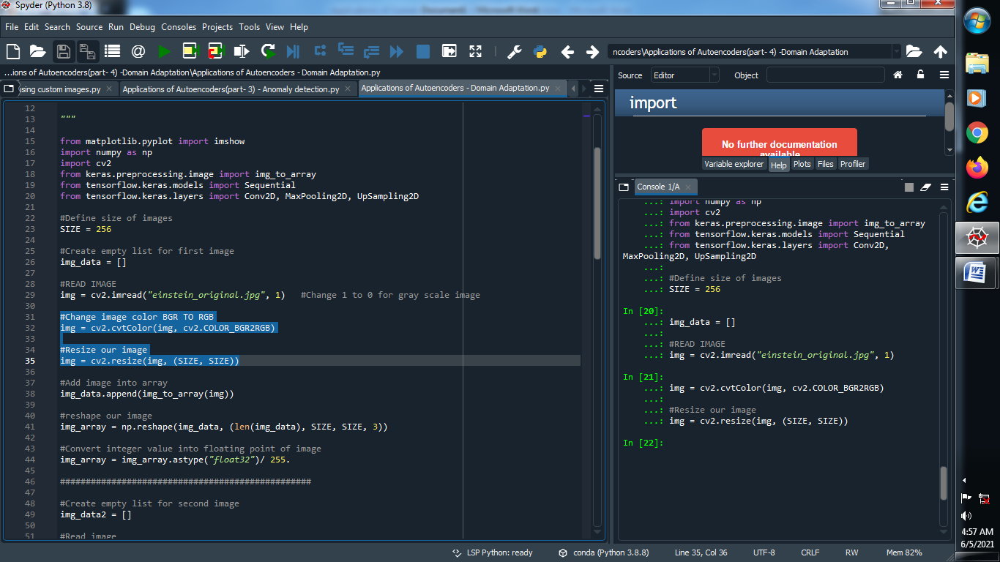 Spyder (Python 3.8)
File Edit Search Source Run Debug Consoles Projects Tools View Help
ncoders\Applications of Autoencoders(part- 4) -Domain Adaptation
...ions of Autoencoders(part- 4) -Domain Adaptation\Applications of Autoencoders - Domain Adaptation.py
ising custom images.py Applications of Autoencoders(part- 3) - Anomaly detection.py Applications of Autoencoders - Domain Adaptation.py
12
13 """
14
15 from matplotlib.pyplot import imshow
16 import numpy as np
17 import cv2
18 from keras.preprocessing.image import img_to_array
19 from tensorflow.keras.models import Sequential
20 from tensorflow.keras.layers import Conv2D, MaxPooling2D, UpSampling2D
21
22 #Define size of images
23 SIZE = 256
24
25 #Create empty list for first image
26 img_data = []
27
28 #READ IMAGE
29 img = cv2.imread("einstein_original.jpg", 1) #Change 1 to 0 for gray scale image
30
31 #Change image color BGR TO RGB
32 img = cv2.cvtColor(img, cv2.COLOR_BGR2RGB)
33
34 #Resize our image
35 img = cv2.resize(img, (SIZE, SIZE))
36
37 #Add image into array
38 img_data.append(img_to_array(img))
39
40 #reshape our image
41 img_array = np.reshape(img_data, (len(img_data), SIZE, SIZE, 3))
42
43 #Convert integer value into floating point of image
44 img_array = img_array.astype("float32")/ 255.
45
46 #################################################
47
48 #Create empty list for second image
49 img_data2 = []
50
51 #Read image
Source Editor Object
import
No further documentation
available
Variable explorer Help Plots Files Profiler
Console 1/A
...: import numpy as np
...: import cv2
...: from keras.preprocessing.image import img_to_array
...: from tensorflow.keras.models import Sequential
...: from tensorflow.keras.layers import Conv2D,
MaxPooling2D, UpSampling2D
...:
...: #Define size of images
...: SIZE = 256
In [20]:
...: img_data = []
...:
...: #READ IMAGE
...: img = cv2.imread("einstein_original.jpg", 1)
In [21]:
...: img = cv2.cvtColor(img, cv2.COLOR_BGR2RGB)
...:
...: #Resize our image
...: img = cv2.resize(img, (SIZE, SIZE))
In [22]:
LSP Python: ready conda (Python 3.8.8) Line 35, Col 36 UTF-8 CRLF RW Mem 82%
4:57 AM
6/5/2021